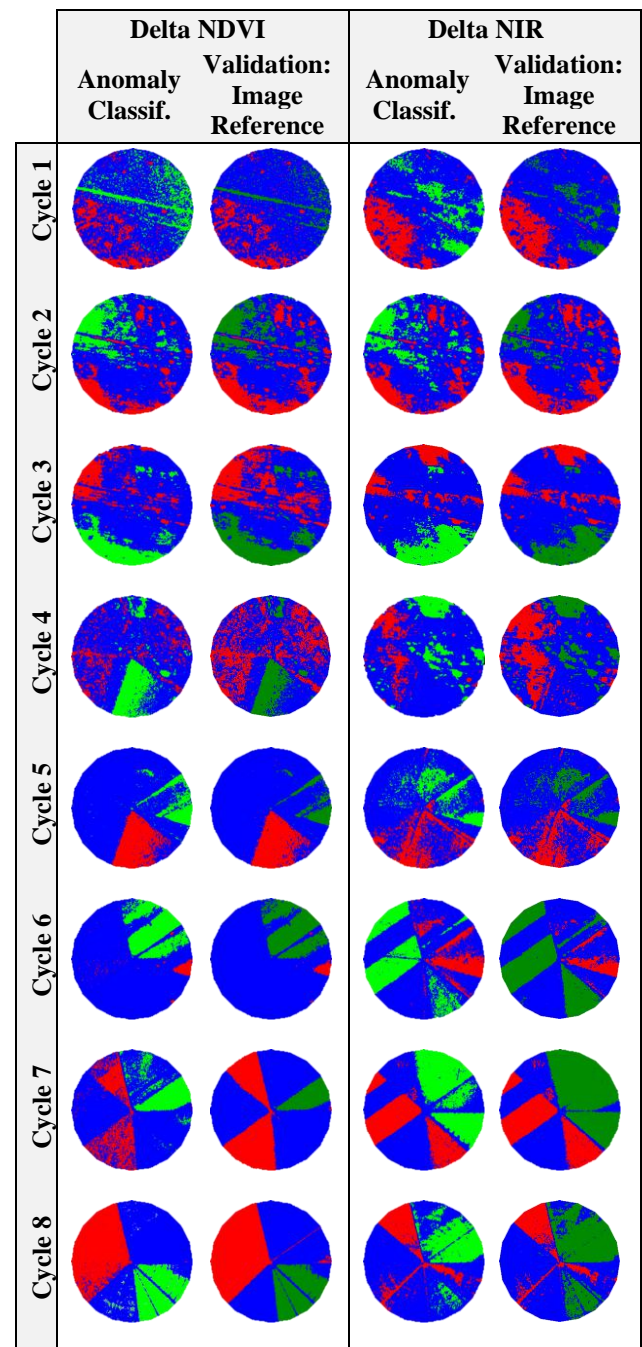 Delta NDVI
Delta NIR
Anomaly
Classif.
Validation:
Image
Reference
Anomaly
Classif.
Validation:
Image
Reference
Cycle 1
Cycle 2
Cycle 3
Cycle 4
Cycle 5
Cycle 6
Cycle 7
Cycle 8